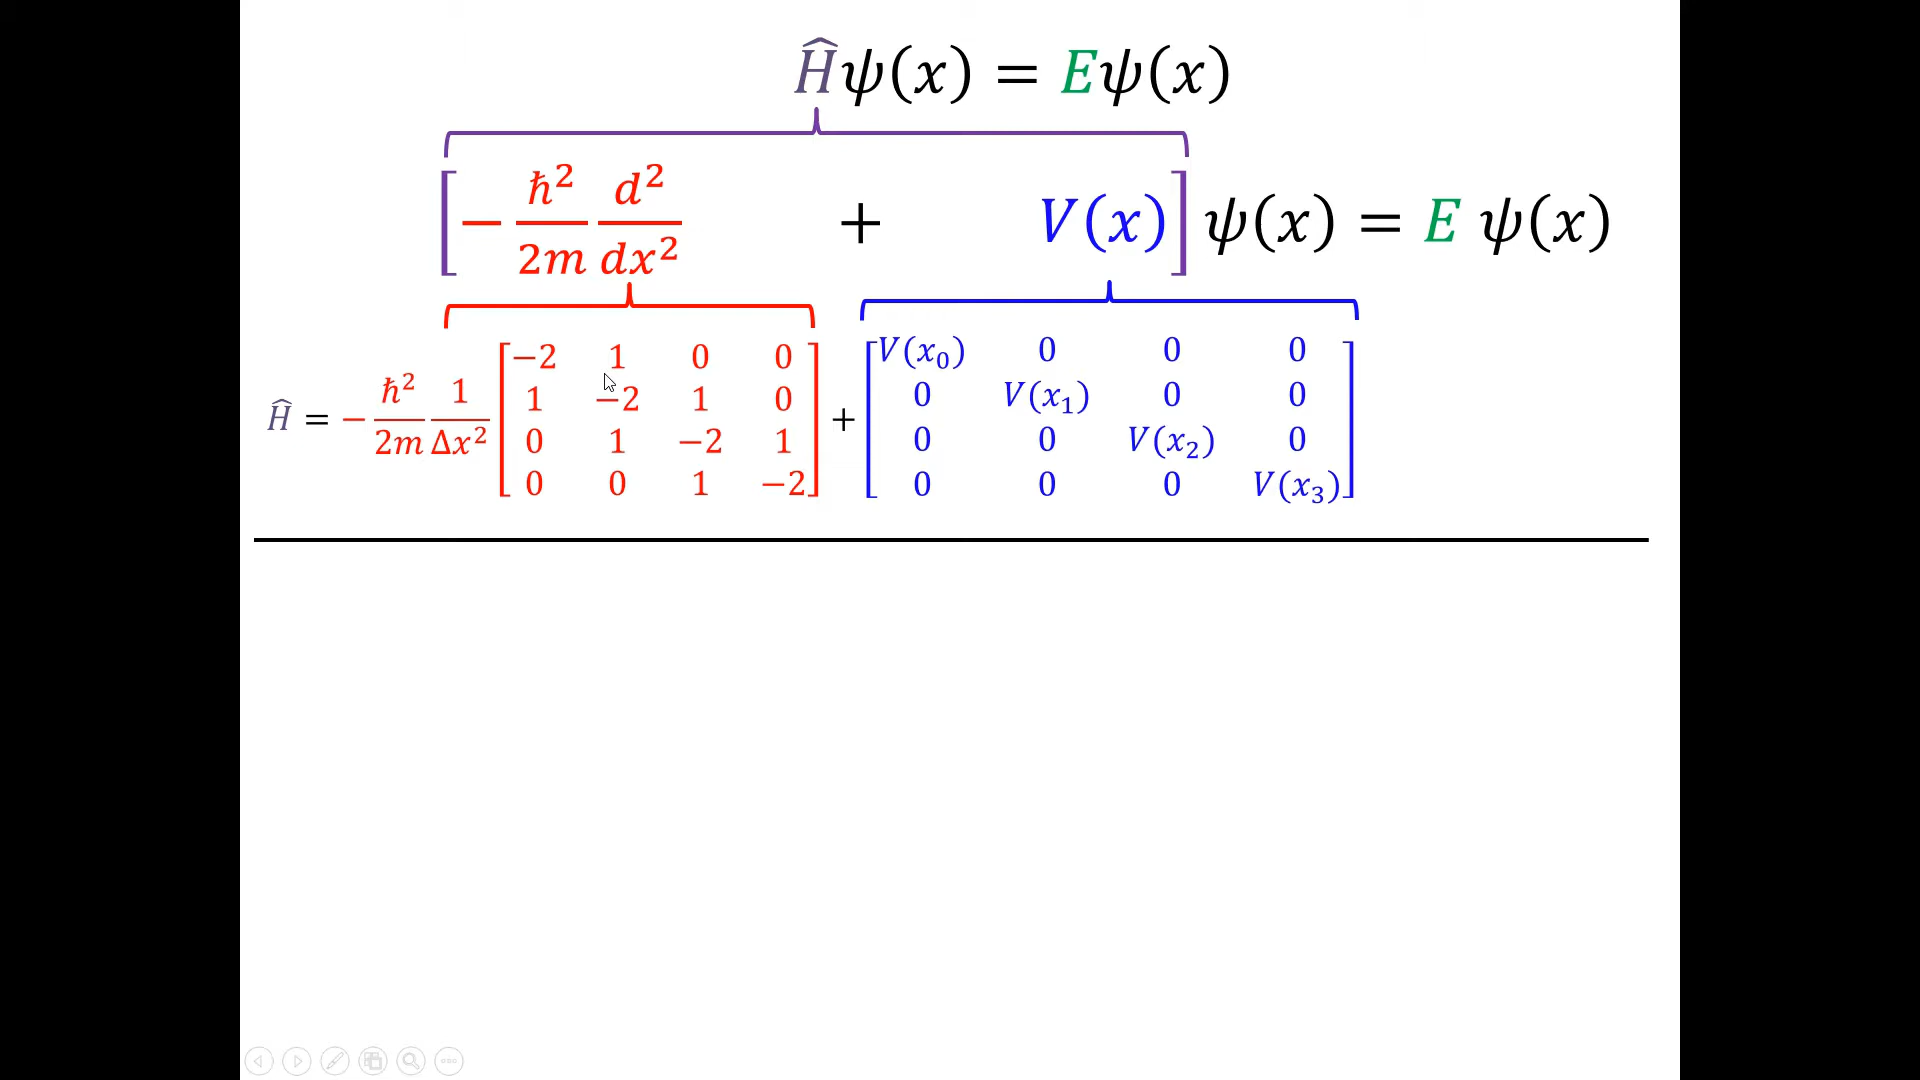 Ĥψ(x) = Eψ(x)
[−ħ²/2m d²/dx² + V(x)] ψ(x) = E ψ(x)
Ĥ = −ħ²/2m 1/Δx² [−2 1 0 0; 1 −2 1 0; 0 1 −2 1; 0 0 1 −2] + [V(x₀) 0 0 0; 0 V(x₁) 0 0; 0 0 V(x₂) 0; 0 0 0 V(x₃)]